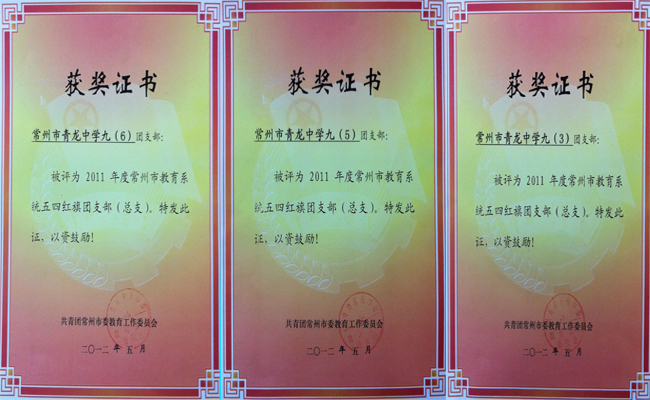 获奖证书
常州市青龙中学九（6）团支部：
被评为 2011 年度常州市教育系
统五四红旗团支部（总支）。特发此
证，以资鼓励！
共青团常州市委教育工作委员会
二〇一二 年 五 月
获奖证书
常州市青龙中学九（5）团支部：
被评为 2011 年度常州市教育系
统五四红旗团支部（总支）。特发此
证，以资鼓励！
共青团常州市委教育工作委员会
二〇一二 年 五 月
获奖证书
常州市青龙中学九（3）团支部：
被评为 2011 年度常州市教育系
统五四红旗团支部（总支）。特发此
证，以资鼓励！
共青团常州市委教育工作委员会
二〇一二 年 五 月